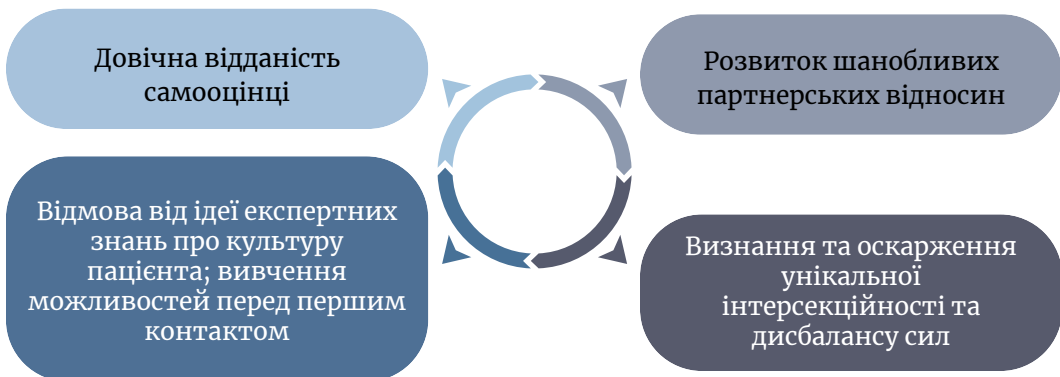 Довічна відданість
самооцінці
Розвиток шанобливих
партнерських відносин
Відмова від ідеї експертних
знань про культуру
пацієнта; вивчення
можливостей перед першим
контактом
Визнання та оскарження
унікальної
інтерсекційності та
дисбалансу сил